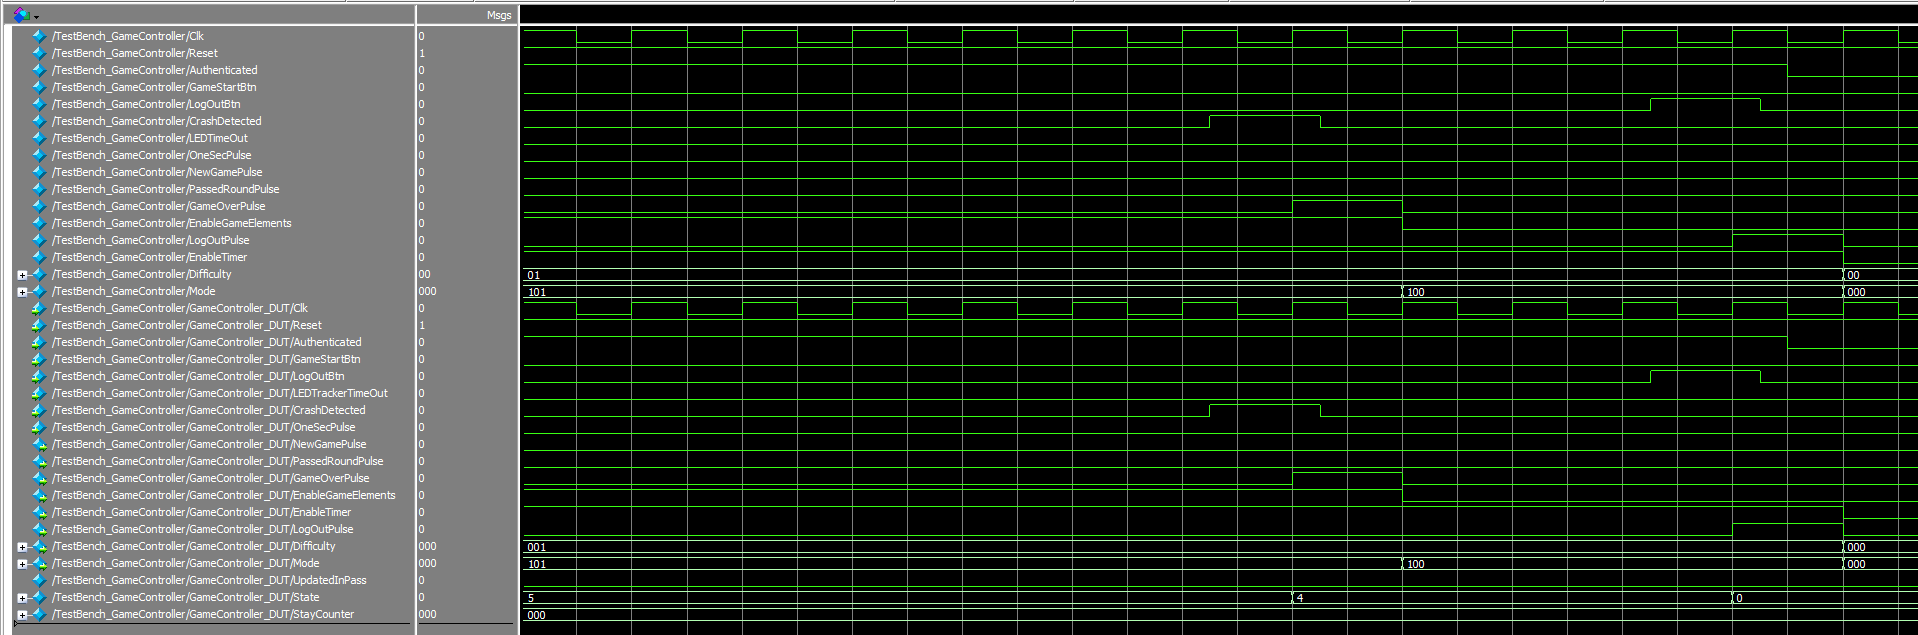 Msgs
/TestBench_GameController/Clk 0
/TestBench_GameController/Reset 1
/TestBench_GameController/Authenticated 0
/TestBench_GameController/GameStartBtn 0
/TestBench_GameController/LogOutBtn 0
/TestBench_GameController/CrashDetected 0
/TestBench_GameController/LEDTimeOut 0
/TestBench_GameController/OneSecPulse 0
/TestBench_GameController/NewGamePulse 0
/TestBench_GameController/PassedRoundPulse 0
/TestBench_GameController/GameOverPulse 0
/TestBench_GameController/EnableGameElements 0
/TestBench_GameController/LogOutPulse 0
/TestBench_GameController/EnableTimer 0
/TestBench_GameController/Difficulty 00 01 00
/TestBench_GameController/Mode 000 101 100 000
/TestBench_GameController/GameController_DUT/Clk 0
/TestBench_GameController/GameController_DUT/Reset 1
/TestBench_GameController/GameController_DUT/Authenticated 0
/TestBench_GameController/GameController_DUT/GameStartBtn 0
/TestBench_GameController/GameController_DUT/LogOutBtn 0
/TestBench_GameController/GameController_DUT/LEDTrackerTimeOut 0
/TestBench_GameController/GameController_DUT/CrashDetected 0
/TestBench_GameController/GameController_DUT/OneSecPulse 0
/TestBench_GameController/GameController_DUT/NewGamePulse 0
/TestBench_GameController/GameController_DUT/PassedRoundPulse 0
/TestBench_GameController/GameController_DUT/GameOverPulse 0
/TestBench_GameController/GameController_DUT/EnableGameElements 0
/TestBench_GameController/GameController_DUT/EnableTimer 0
/TestBench_GameController/GameController_DUT/LogOutPulse 0
/TestBench_GameController/GameController_DUT/Difficulty 000 001 000
/TestBench_GameController/GameController_DUT/Mode 000 101 100 000
/TestBench_GameController/GameController_DUT/UpdatedInPass 0
/TestBench_GameController/GameController_DUT/State 0 5 4 0
/TestBench_GameController/GameController_DUT/StayCounter 000 000